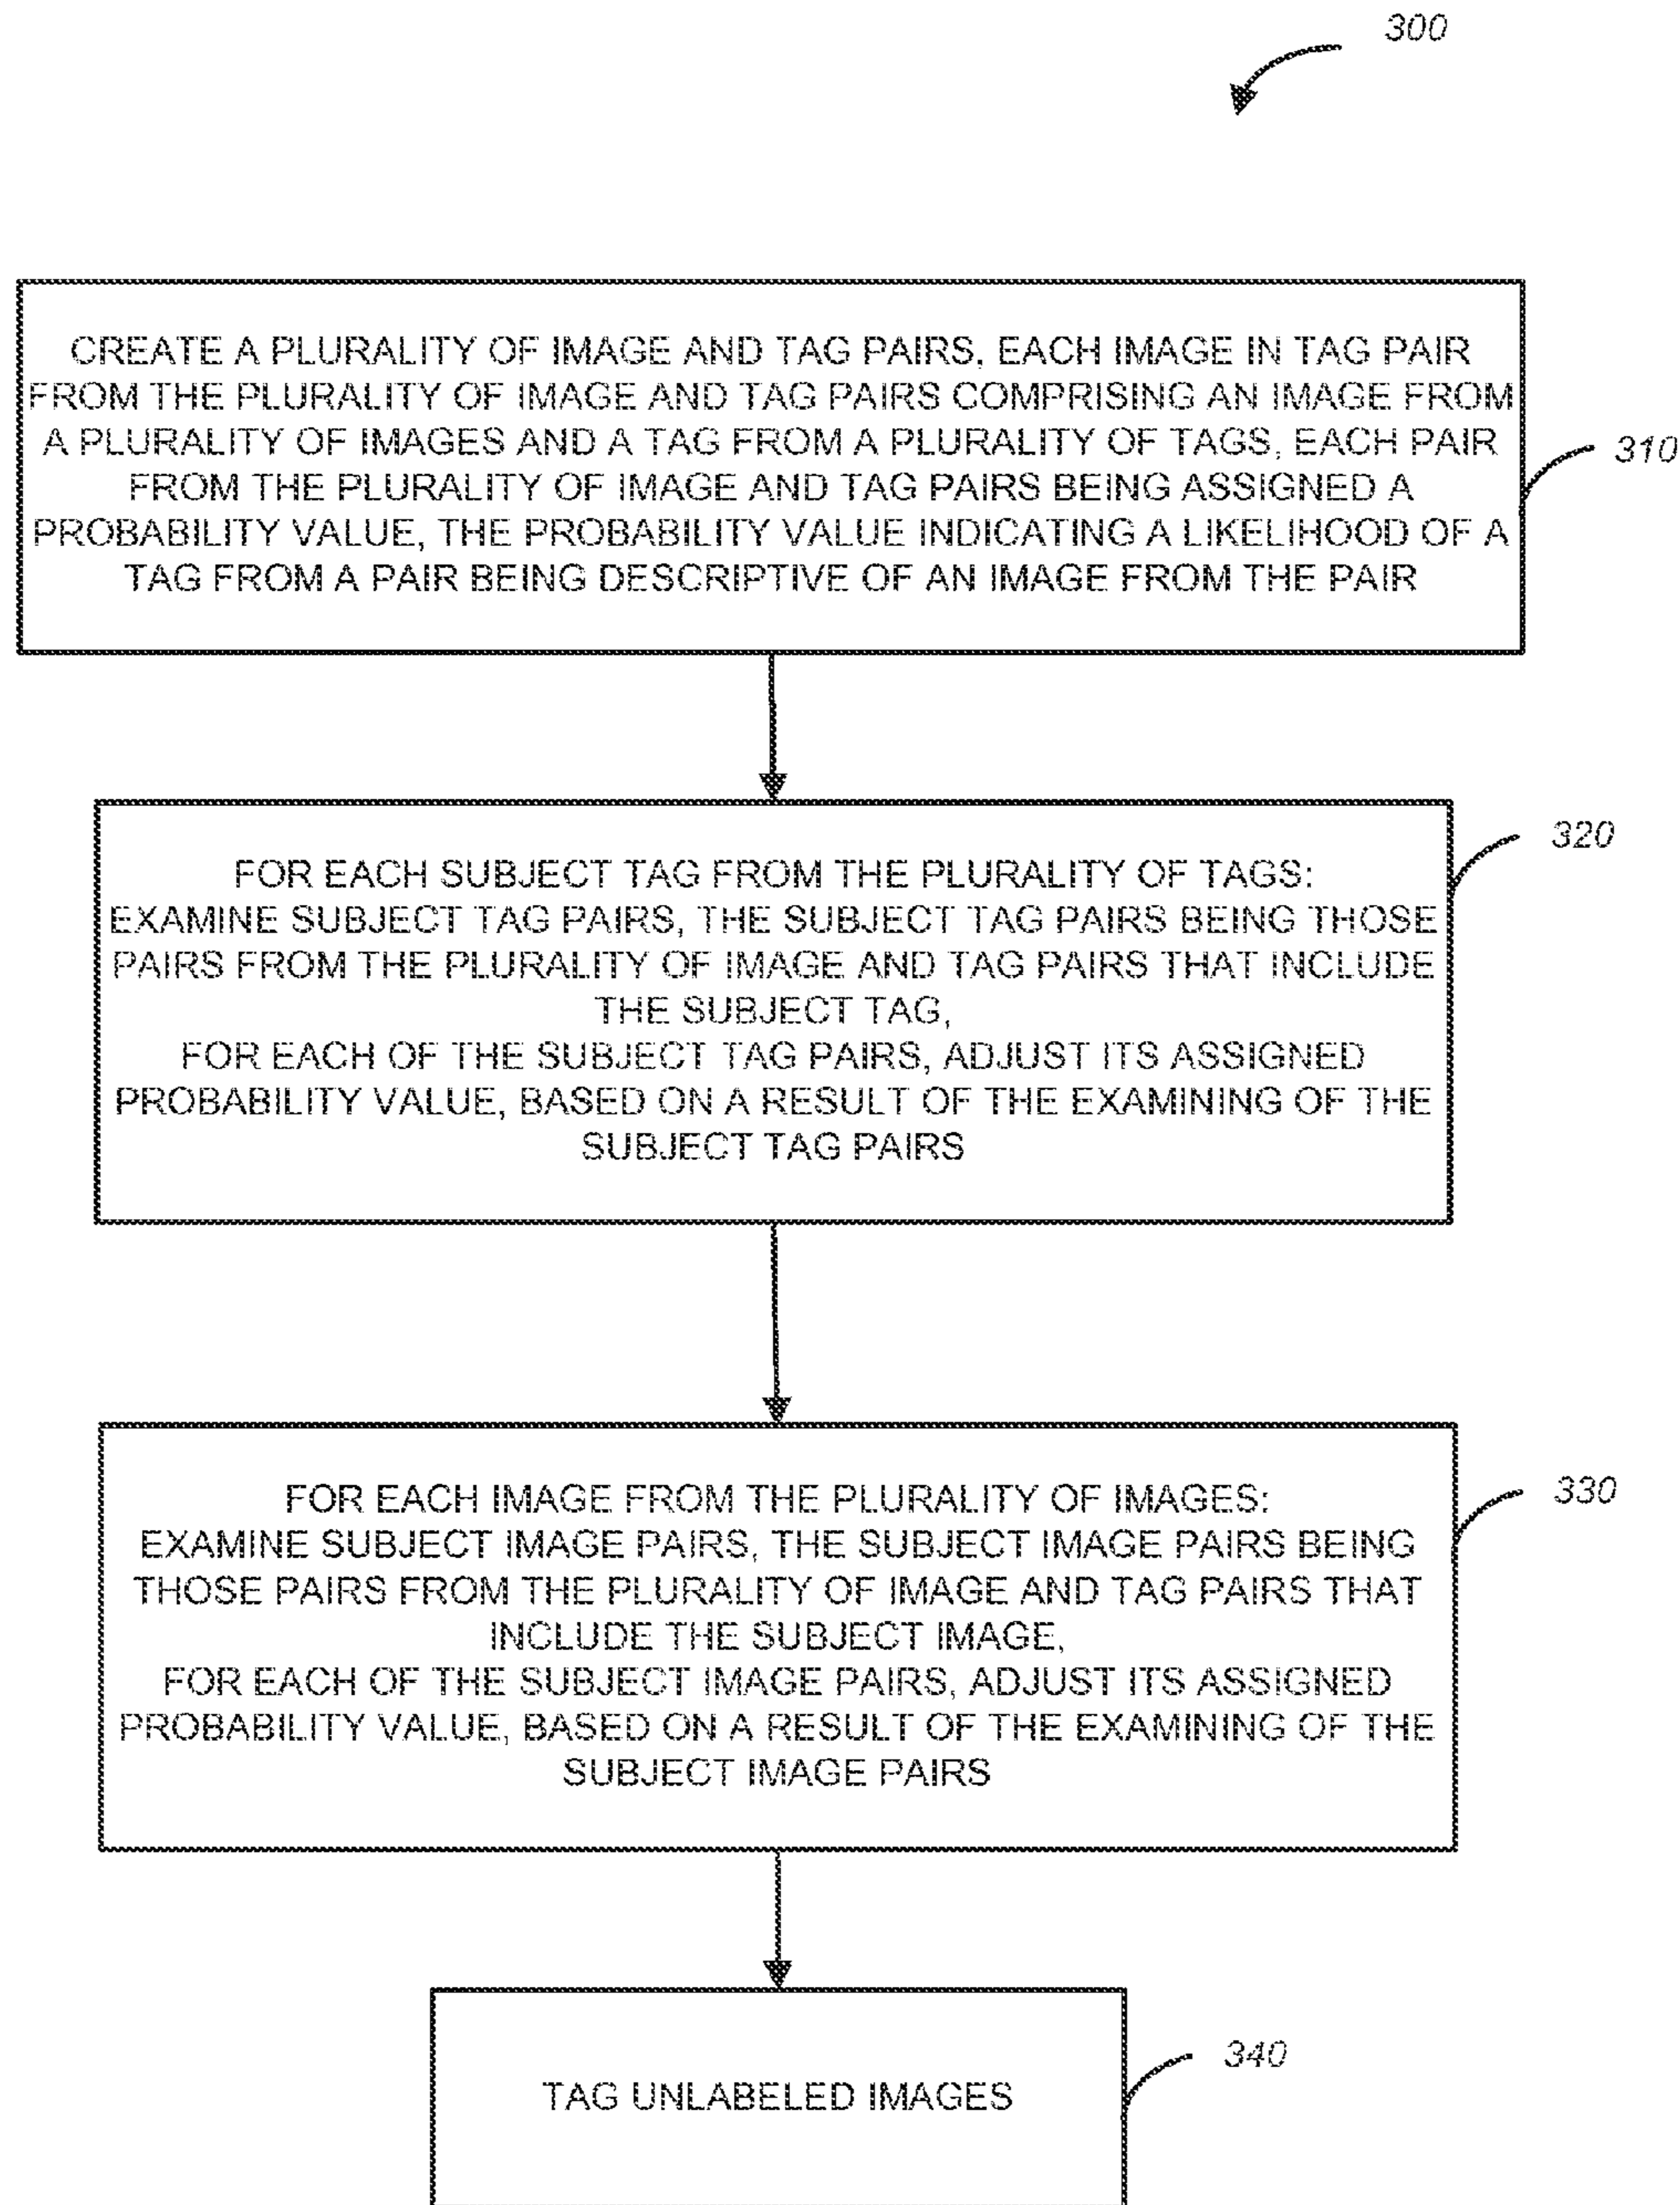 300
CREATE A PLURALITY OF IMAGE AND TAG PAIRS, EACH IMAGE IN TAG PAIR
FROM THE PLURALITY OF IMAGE AND TAG PAIRS COMPRISING AN IMAGE FROM
A PLURALITY OF IMAGES AND A TAG FROM A PLURALITY OF TAGS, EACH PAIR
FROM THE PLURALITY OF IMAGE AND TAG PAIRS BEING ASSIGNED A
PROBABILITY VALUE, THE PROBABILITY VALUE INDICATING A LIKELIHOOD OF A
TAG FROM A PAIR BEING DESCRIPTIVE OF AN IMAGE FROM THE PAIR
310
FOR EACH SUBJECT TAG FROM THE PLURALITY OF TAGS:
EXAMINE SUBJECT TAG PAIRS, THE SUBJECT TAG PAIRS BEING THOSE
PAIRS FROM THE PLURALITY OF IMAGE AND TAG PAIRS THAT INCLUDE
THE SUBJECT TAG,
FOR EACH OF THE SUBJECT TAG PAIRS, ADJUST ITS ASSIGNED
PROBABILITY VALUE, BASED ON A RESULT OF THE EXAMINING OF THE
SUBJECT TAG PAIRS
320
FOR EACH IMAGE FROM THE PLURALITY OF IMAGES:
EXAMINE SUBJECT IMAGE PAIRS, THE SUBJECT IMAGE PAIRS BEING
THOSE PAIRS FROM THE PLURALITY OF IMAGE AND TAG PAIRS THAT
INCLUDE THE SUBJECT IMAGE,
FOR EACH OF THE SUBJECT IMAGE PAIRS, ADJUST ITS ASSIGNED
PROBABILITY VALUE, BASED ON A RESULT OF THE EXAMINING OF THE
SUBJECT IMAGE PAIRS
330
TAG UNLABELED IMAGES
340